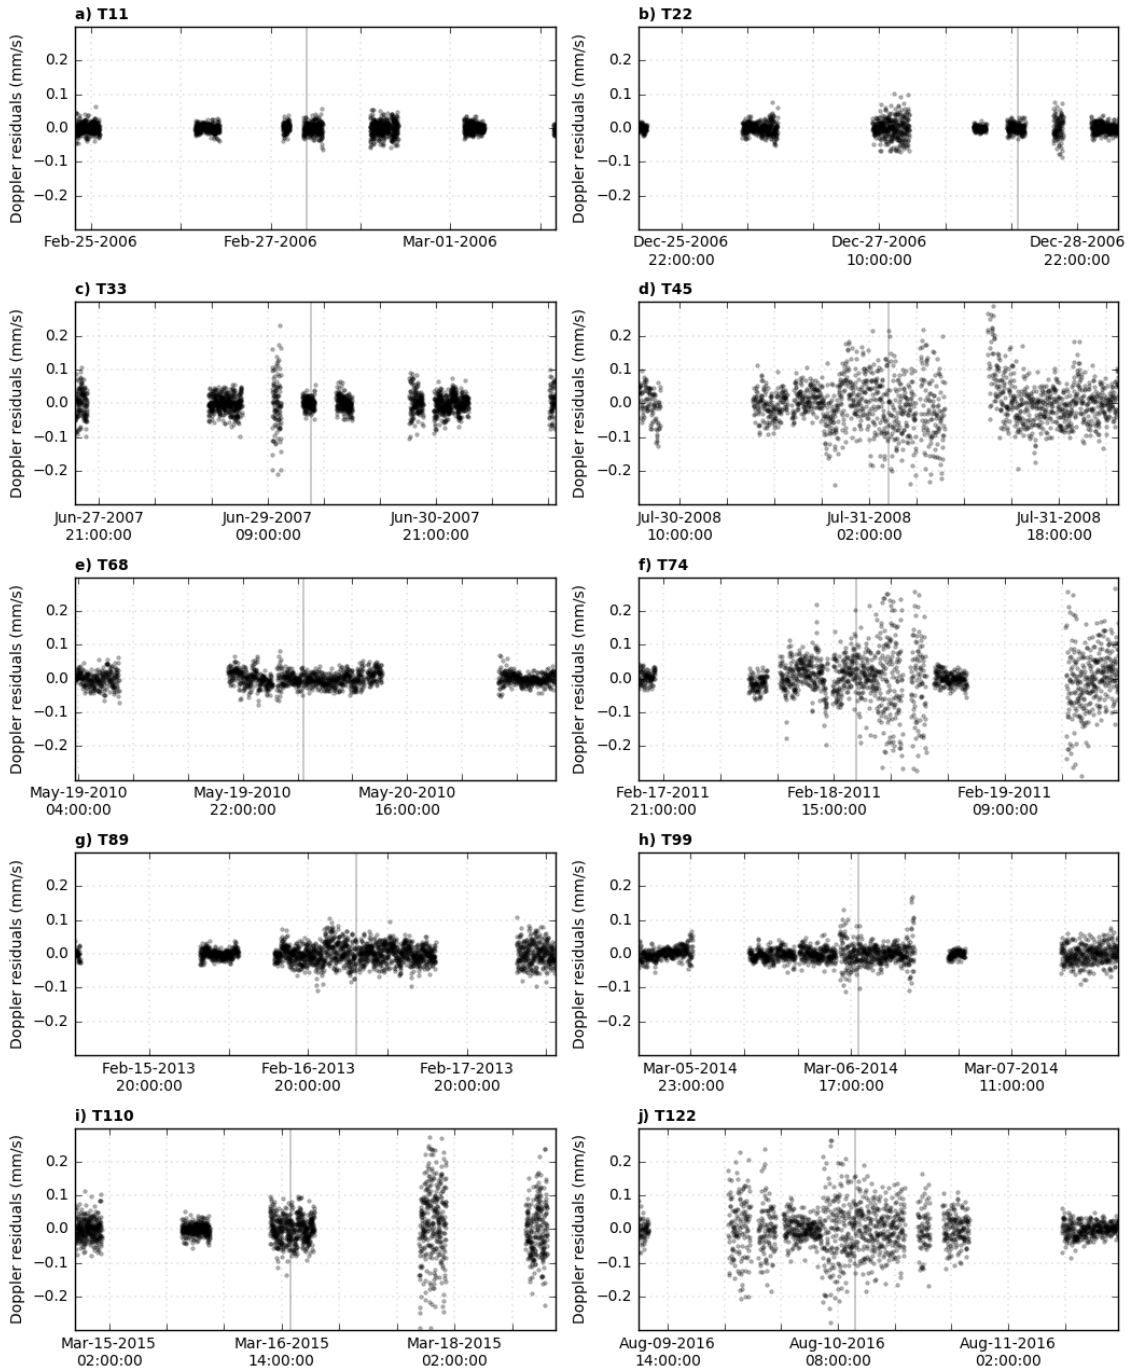 a) T11
Doppler residuals (mm/s)
0.2
0.1
0.0
−0.1
−0.2
Feb-25-2006 Feb-27-2006 Mar-01-2006
b) T22
Doppler residuals (mm/s)
0.2
0.1
0.0
−0.1
−0.2
Dec-25-2006 Dec-27-2006 Dec-28-2006
22:00:00 10:00:00 22:00:00
c) T33
Doppler residuals (mm/s)
0.2
0.1
0.0
−0.1
−0.2
Jun-27-2007 Jun-29-2007 Jun-30-2007
21:00:00 09:00:00 21:00:00
d) T45
Doppler residuals (mm/s)
0.2
0.1
0.0
−0.1
−0.2
Jul-30-2008 Jul-31-2008 Jul-31-2008
10:00:00 02:00:00 18:00:00
e) T68
Doppler residuals (mm/s)
0.2
0.1
0.0
−0.1
−0.2
May-19-2010 May-19-2010 May-20-2010
04:00:00 22:00:00 16:00:00
f) T74
Doppler residuals (mm/s)
0.2
0.1
0.0
−0.1
−0.2
Feb-17-2011 Feb-18-2011 Feb-19-2011
21:00:00 15:00:00 09:00:00
g) T89
Doppler residuals (mm/s)
0.2
0.1
0.0
−0.1
−0.2
Feb-15-2013 Feb-16-2013 Feb-17-2013
20:00:00 20:00:00 20:00:00
h) T99
Doppler residuals (mm/s)
0.2
0.1
0.0
−0.1
−0.2
Mar-05-2014 Mar-06-2014 Mar-07-2014
23:00:00 17:00:00 11:00:00
i) T110
Doppler residuals (mm/s)
0.2
0.1
0.0
−0.1
−0.2
Mar-15-2015 Mar-16-2015 Mar-18-2015
02:00:00 14:00:00 02:00:00
j) T122
Doppler residuals (mm/s)
0.2
0.1
0.0
−0.1
−0.2
Aug-09-2016 Aug-10-2016 Aug-11-2016
14:00:00 08:00:00 02:00:00